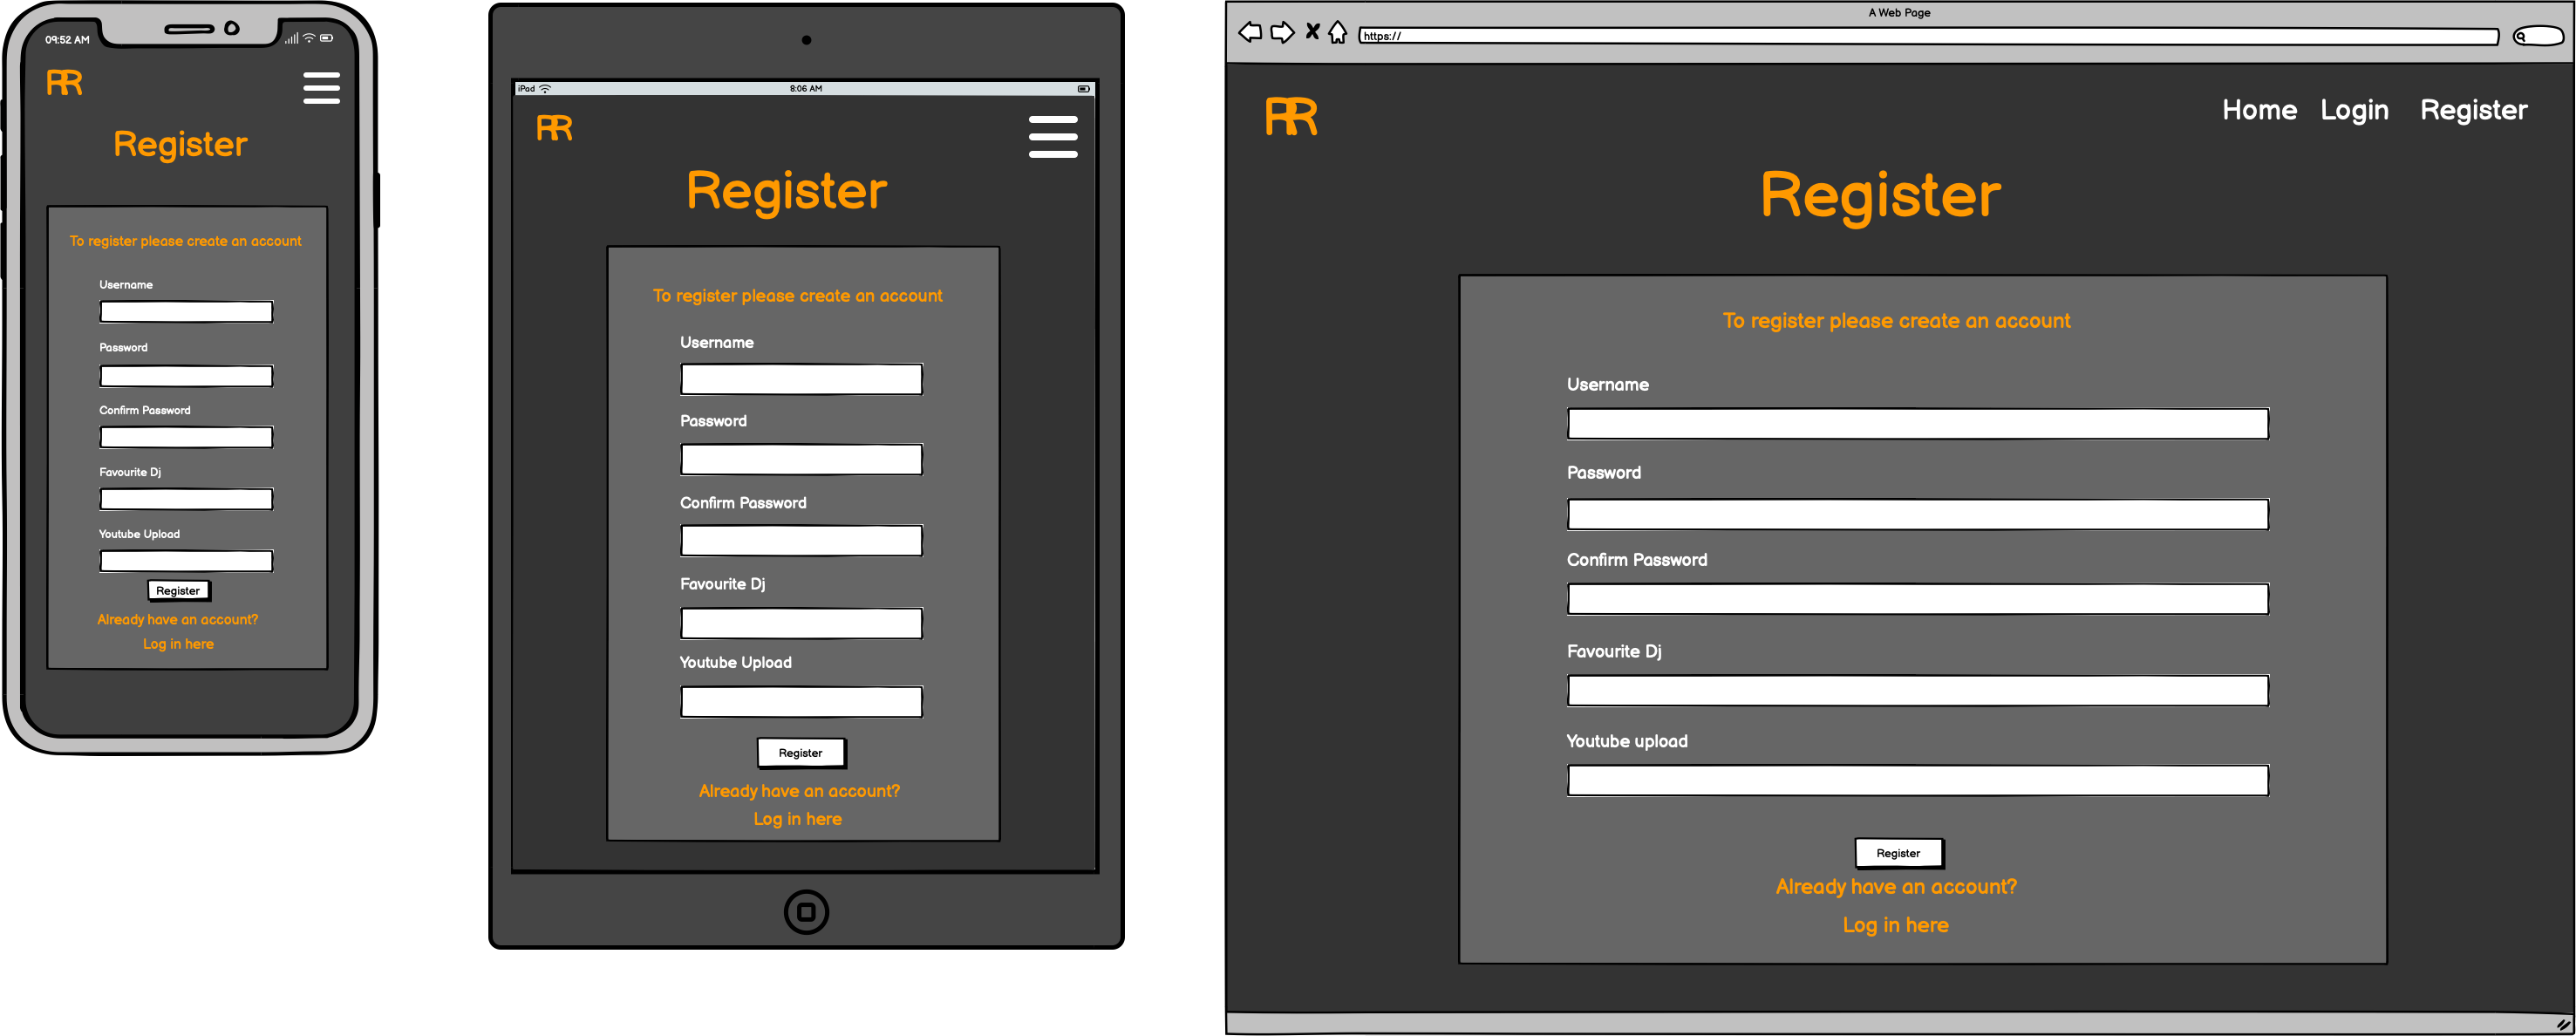 09:52 AM
RR
Register
To register please create an account
Username
Password
Confirm Password
Favourite Dj
Youtube Upload
Register
Already have an account?
Log in here
iPad
8:06 AM
RR
Register
To register please create an account
Username
Password
Confirm Password
Favourite Dj
Youtube Upload
Register
Already have an account?
Log in here
A Web Page
https://
RR
Home Login Register
Register
To register please create an account
Username
Password
Confirm Password
Favourite Dj
Youtube upload
Register
Already have an account?
Log in here